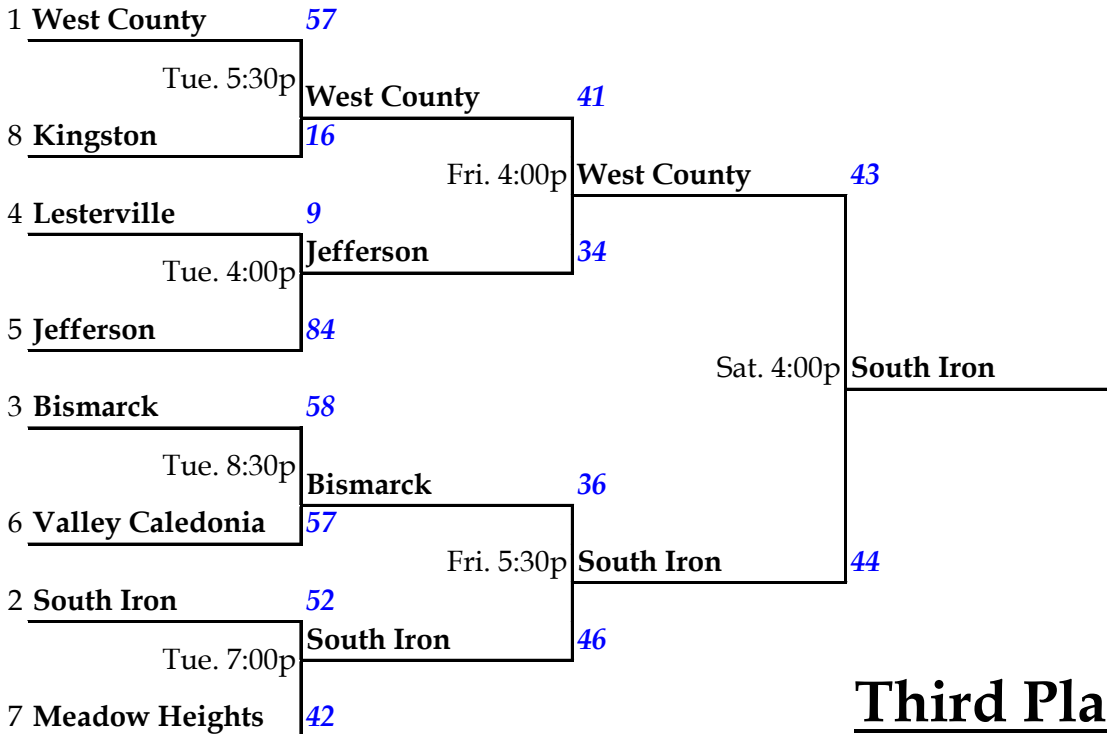 1 West County 57
Tue. 5:30p
West County 41
8 Kingston 16
Fri. 4:00p West County 43
4 Lesterville 9
Jefferson 34
Tue. 4:00p
5 Jefferson 84
Sat. 4:00p South Iron
3 Bismarck 58
Tue. 8:30p
Bismarck 36
6 Valley Caledonia 57
Fri. 5:30p South Iron 44
2 South Iron 52
South Iron 46
Tue. 7:00p
Third Pla
7 Meadow Heights 42